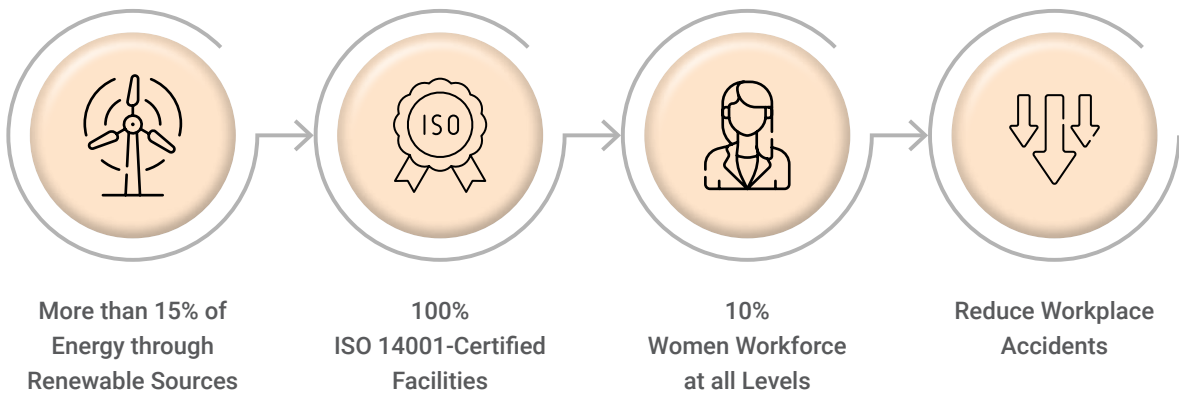 ISO
More than 15% of
Energy through
Renewable Sources
100%
ISO 14001-Certified
Facilities
10%
Women Workforce
at all Levels
Reduce Workplace
Accidents